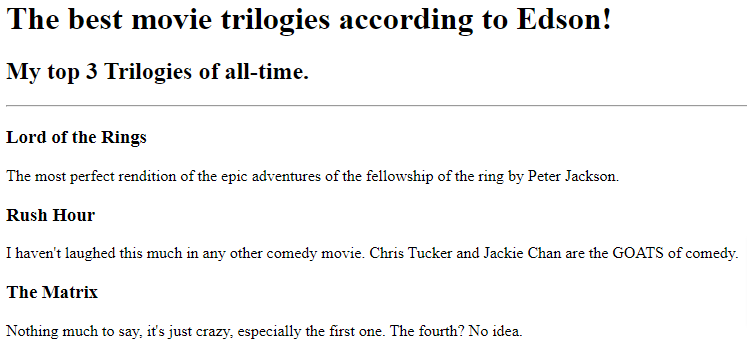 The best movie trilogies according to Edson!
My top 3 Trilogies of all-time.
Lord of the Rings
The most perfect rendition of the epic adventures of the fellowship of the ring by Peter Jackson.
Rush Hour
I haven't laughed this much in any other comedy movie. Chris Tucker and Jackie Chan are the GOATS of comedy.
The Matrix
Nothing much to say, it's just crazy, especially the first one. The fourth? No idea.